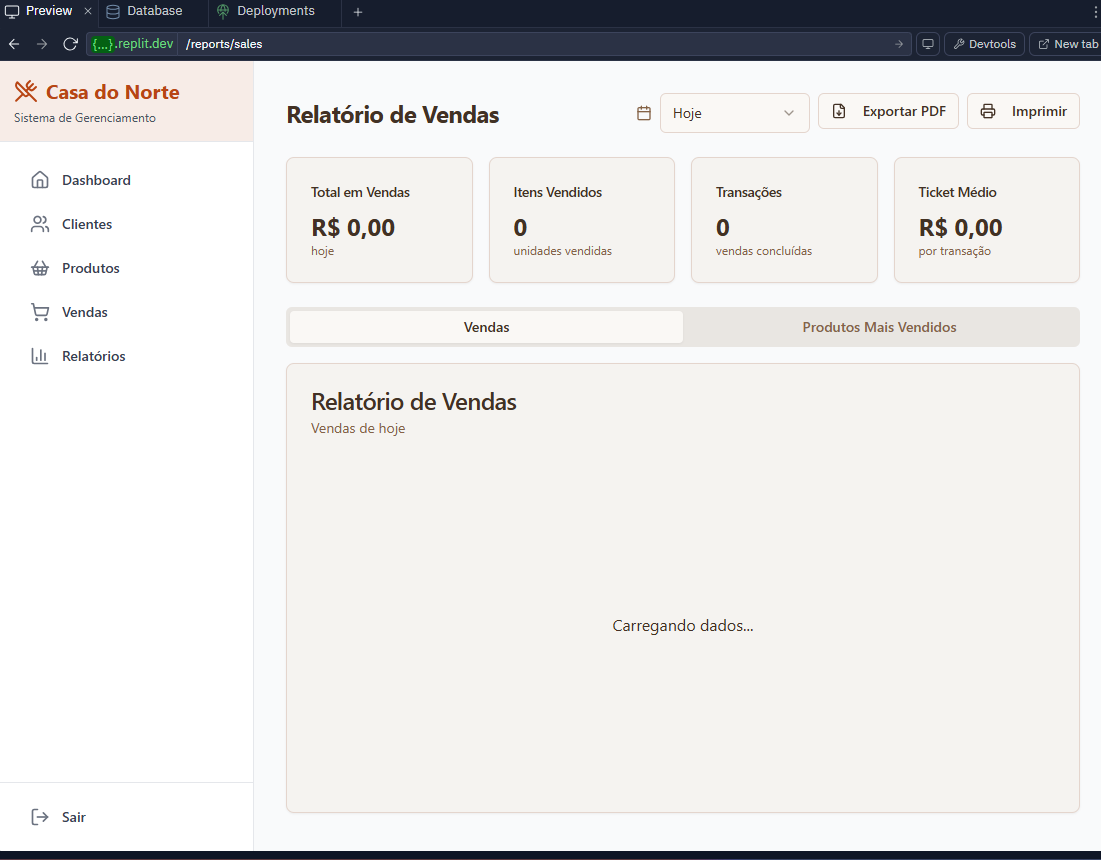 Preview
Database
Deployments
{...}.replit.dev /reports/sales
Devtools
New tab
Casa do Norte
Sistema de Gerenciamento
Dashboard
Clientes
Produtos
Vendas
Relatórios
Sair
Relatório de Vendas
Hoje
Exportar PDF
Imprimir
Total em Vendas
R$ 0,00
hoje
Itens Vendidos
0
unidades vendidas
Transações
0
vendas concluídas
Ticket Médio
R$ 0,00
por transação
Vendas
Produtos Mais Vendidos
Relatório de Vendas
Vendas de hoje
Carregando dados...